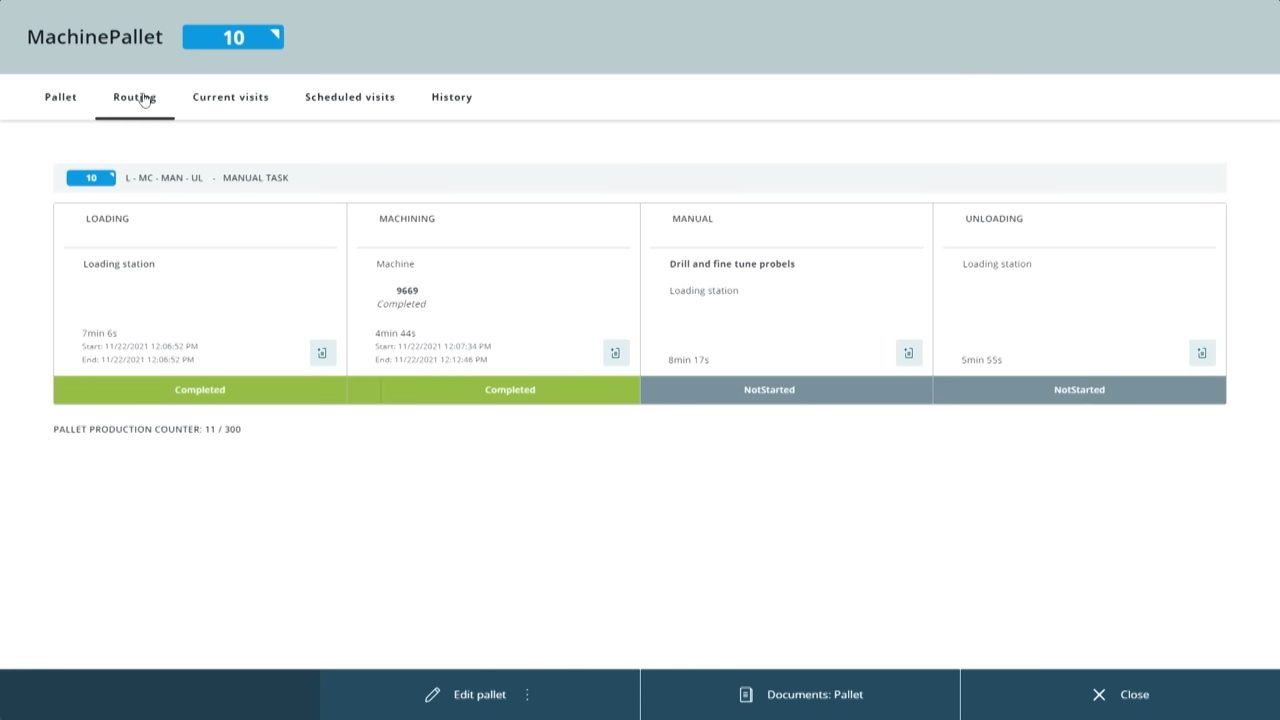 MachinePallet 10
Pallet Routing Current visits Scheduled visits History
10 L - MC - MAN - UL - MANUAL TASK
LOADING MACHINING MANUAL UNLOADING
Loading station Machine Drill and fine tune probels Loading station
9669 Loading station
Completed
7min 6s 4min 44s
Start: 11/22/2021 12:06:52 PM Start: 11/22/2021 12:07:34 PM
End: 11/22/2021 12:06:52 PM End: 11/22/2021 12:12:46 PM 8min 17s 5min 55s
Completed Completed NotStarted NotStarted
PALLET PRODUCTION COUNTER: 11 / 300
Edit pallet Documents: Pallet Close